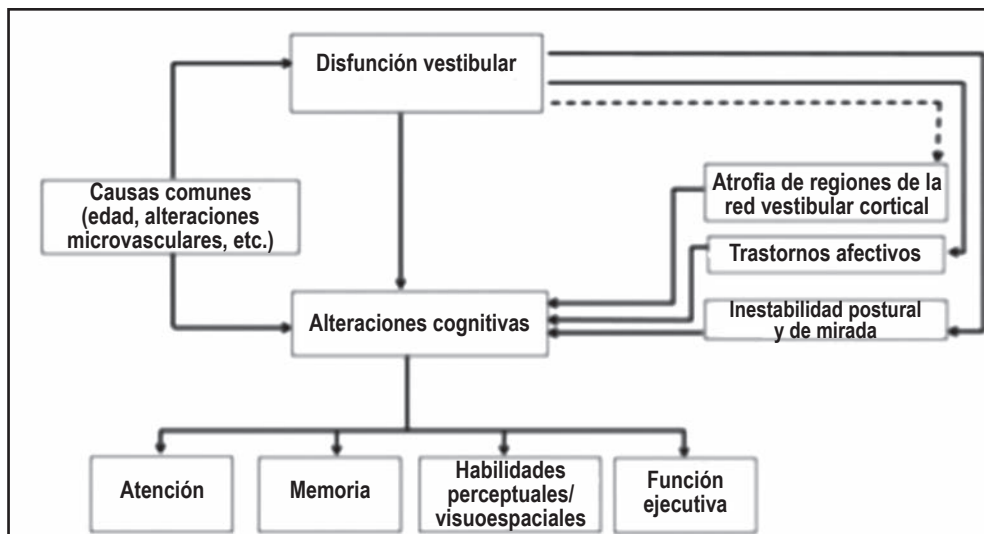 Disfunción vestibular
Causas comunes
(edad, alteraciones
microvasculares, etc.)
Atrofia de regiones de la
red vestibular cortical
Trastornos afectivos
Inestabilidad postural
y de mirada
Alteraciones cognitivas
Atención
Memoria
Habilidades
perceptuales/
visuoespaciales
Función
ejecutiva